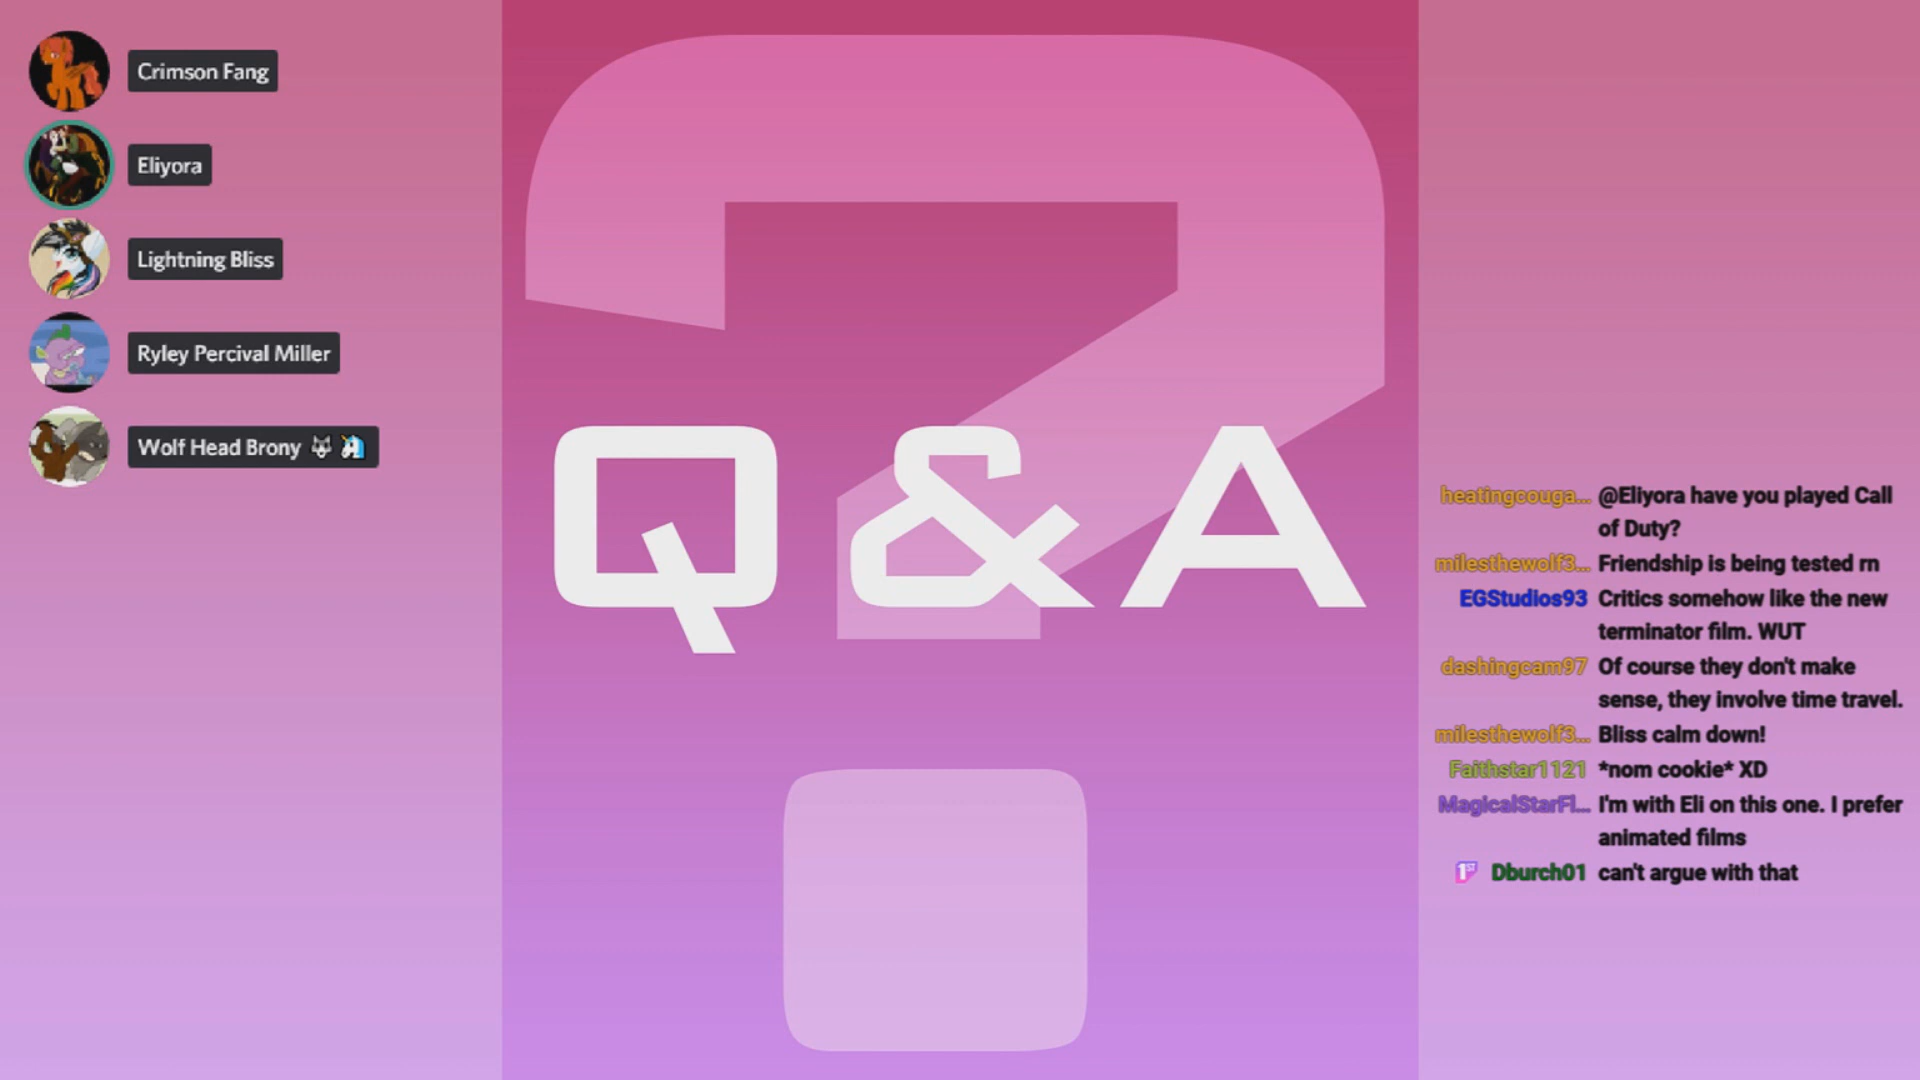 Crimson Fang
Eliyora
Lightning Bliss
Ryley Percival Miller
Wolf Head Brony 🐺 🦄
Q & A
heatingcouga... @Eliyora have you played Call
of Duty?
milesthewolf3... Friendship is being tested rn
EGStudios93 Critics somehow like the new
terminator film. WUT
dashingcam97 Of course they don't make
sense, they involve time travel.
milesthewolf3... Bliss calm down!
Faithstar1121 *nom cookie* XD
MagicalStarFl... I'm with Eli on this one. I prefer
animated films
Dburch01 can't argue with that